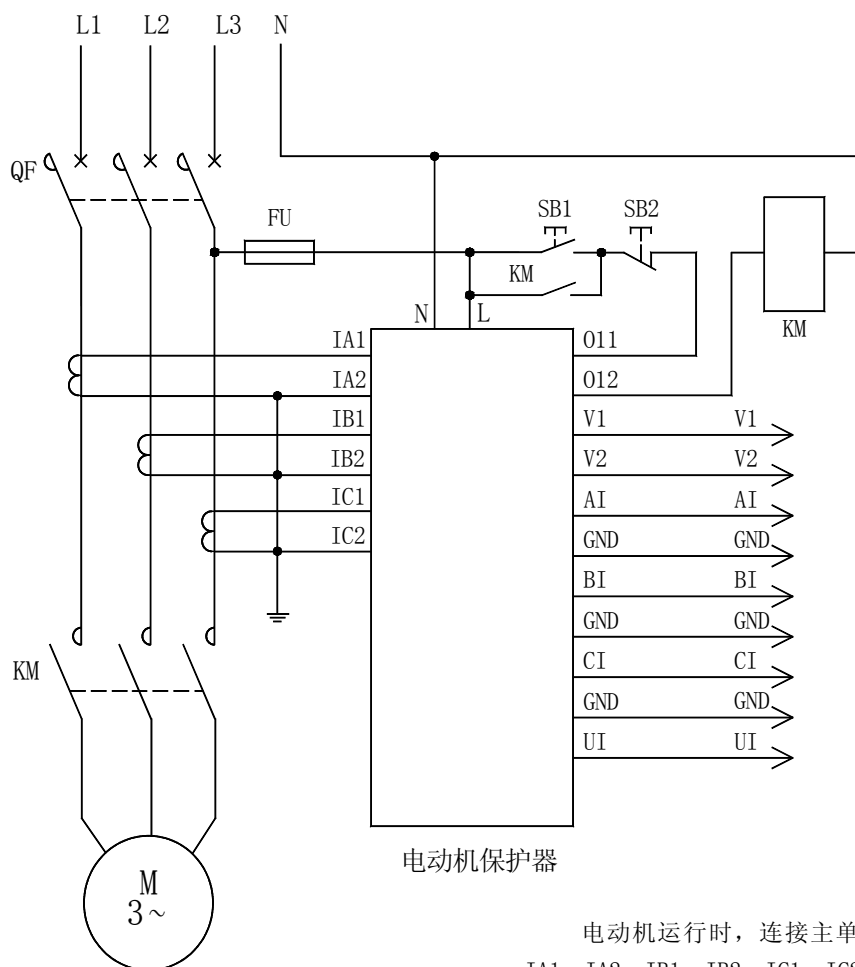 L1 L2 L3 N
QF
FU
SB1 SB2
KM
N L
KM
IA1 O11
IA2 O12
IB1 V1 V1
IB2 V2 V2
IC1 AI AI
IC2 GND GND
BI BI
GND GND
KM CI CI
GND GND
UI UI
电动机保护器
M
3~
电动机运行时，连接主单